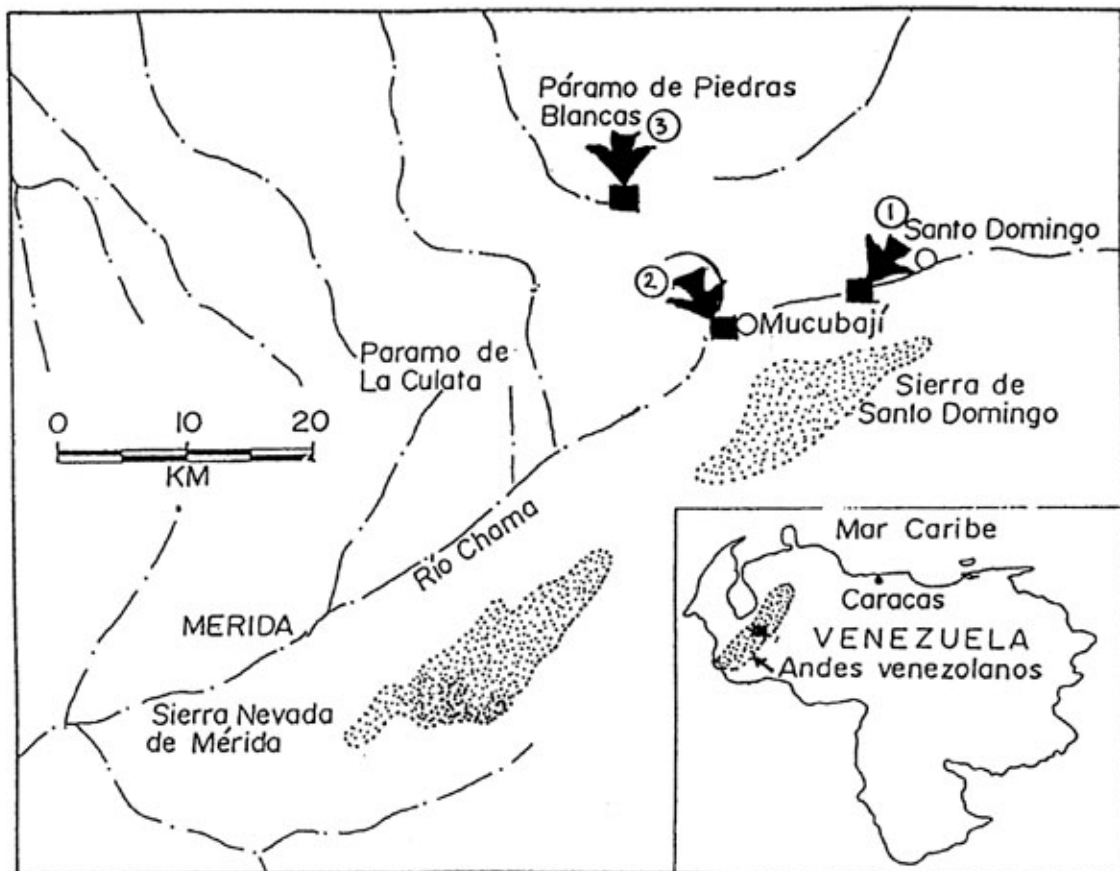 Páramo de Piedras
Blancas
3
1
Santo Domingo
2
Mucubají
Paramo de
La Culata
Sierra de
Santo Domingo
0 10 20
KM
Río Chama
MERIDA
Sierra Nevada
de Mérida
Mar Caribe
Caracas
VENEZUELA
Andes venezolanos